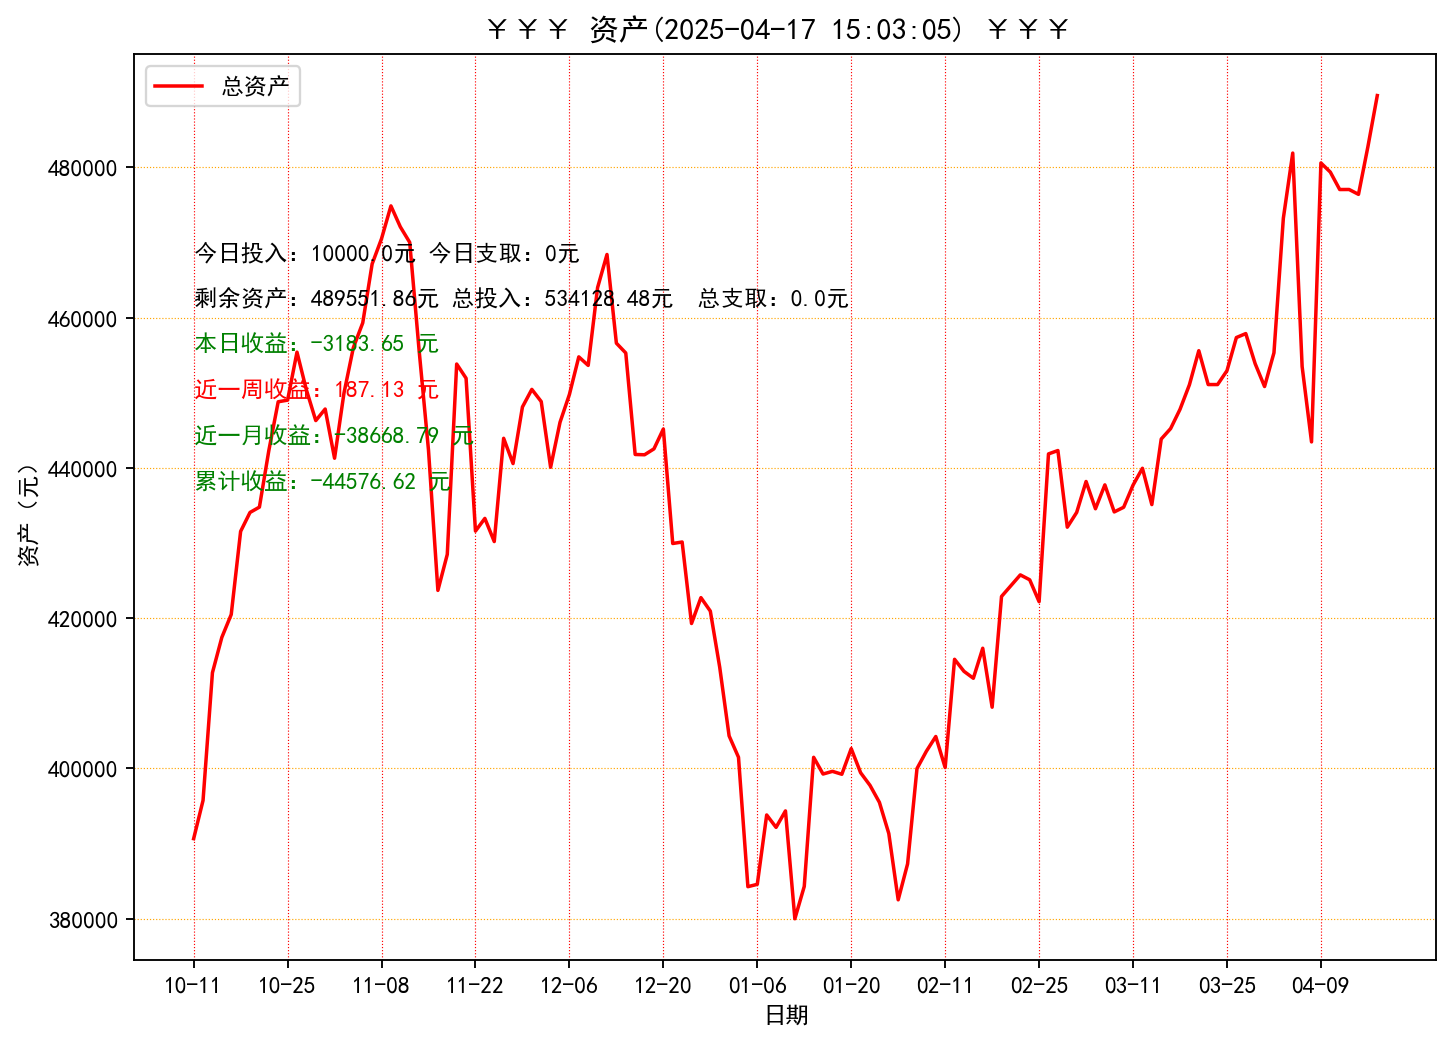 ￥￥￥ 资产(2025-04-17 15:03:05) ￥￥￥
总资产
480000
460000
440000
420000
400000
380000
资产（元）
今日投入：10000.0元 今日支取：0元
剩余资产：489551.86元 总投入：534128.48元  总支取：0.0元
本日收益：-3183.65 元
近一周收益：187.13 元
近一月收益：-38668.79 元
累计收益：-44576.62 元
10-11 10-25 11-08 11-22 12-06 12-20 01-06 01-20 02-11 02-25 03-11 03-25 04-09
日期